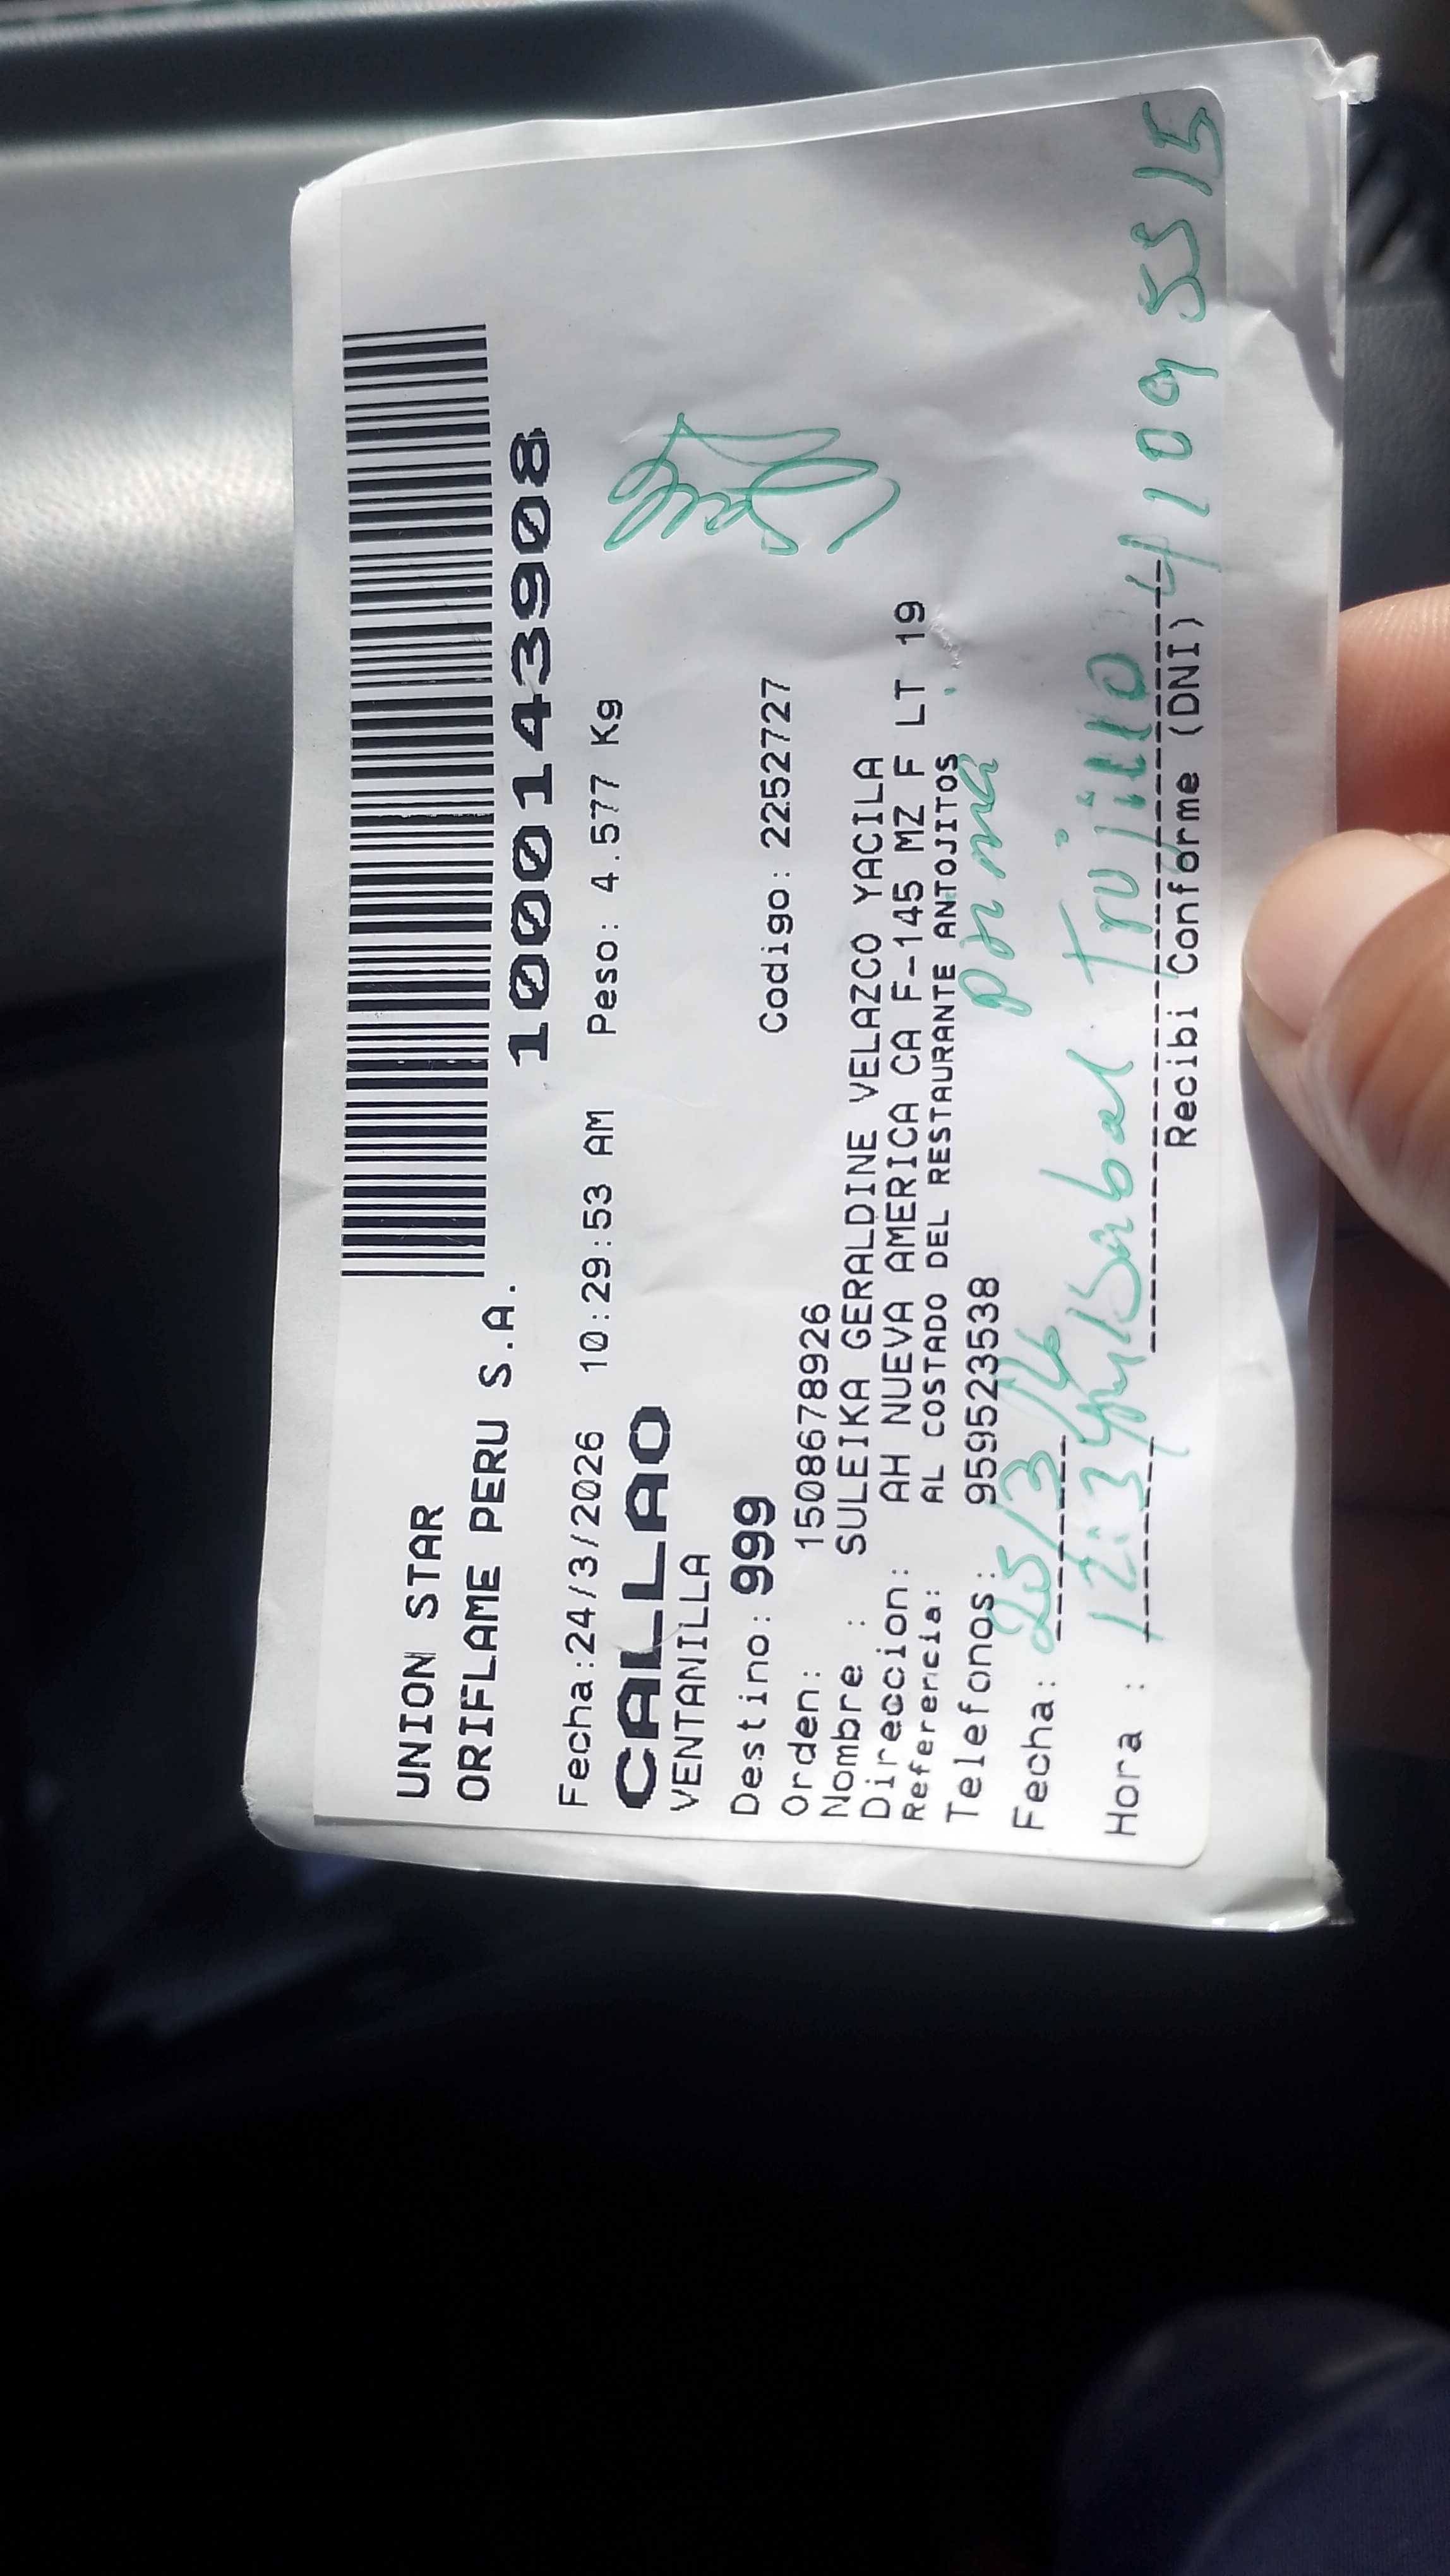 UNION STAR
ORIFLAME PERU S.A.
100143908
Fecha:24/3/2026 10:29:53 AM Peso: 4.577 Kg
CALLAO
VENTANILLA
Destino: 999 Codigo: 2252727
Orden: 1508678926
Nombre : SULEIKA GERALDINE VELAZCO YACILA
Direccion: AH NUEVA AMERICA CA F-145 MZ F LT 19
Referencia: AL COSTADO DEL RESTAURANTE ANTOJITOS
Telefonos: 959523538
prima
Fecha: 25/3/
Hora : 12:34 Trujillo 41095515
Recibi Conforme (DNI)